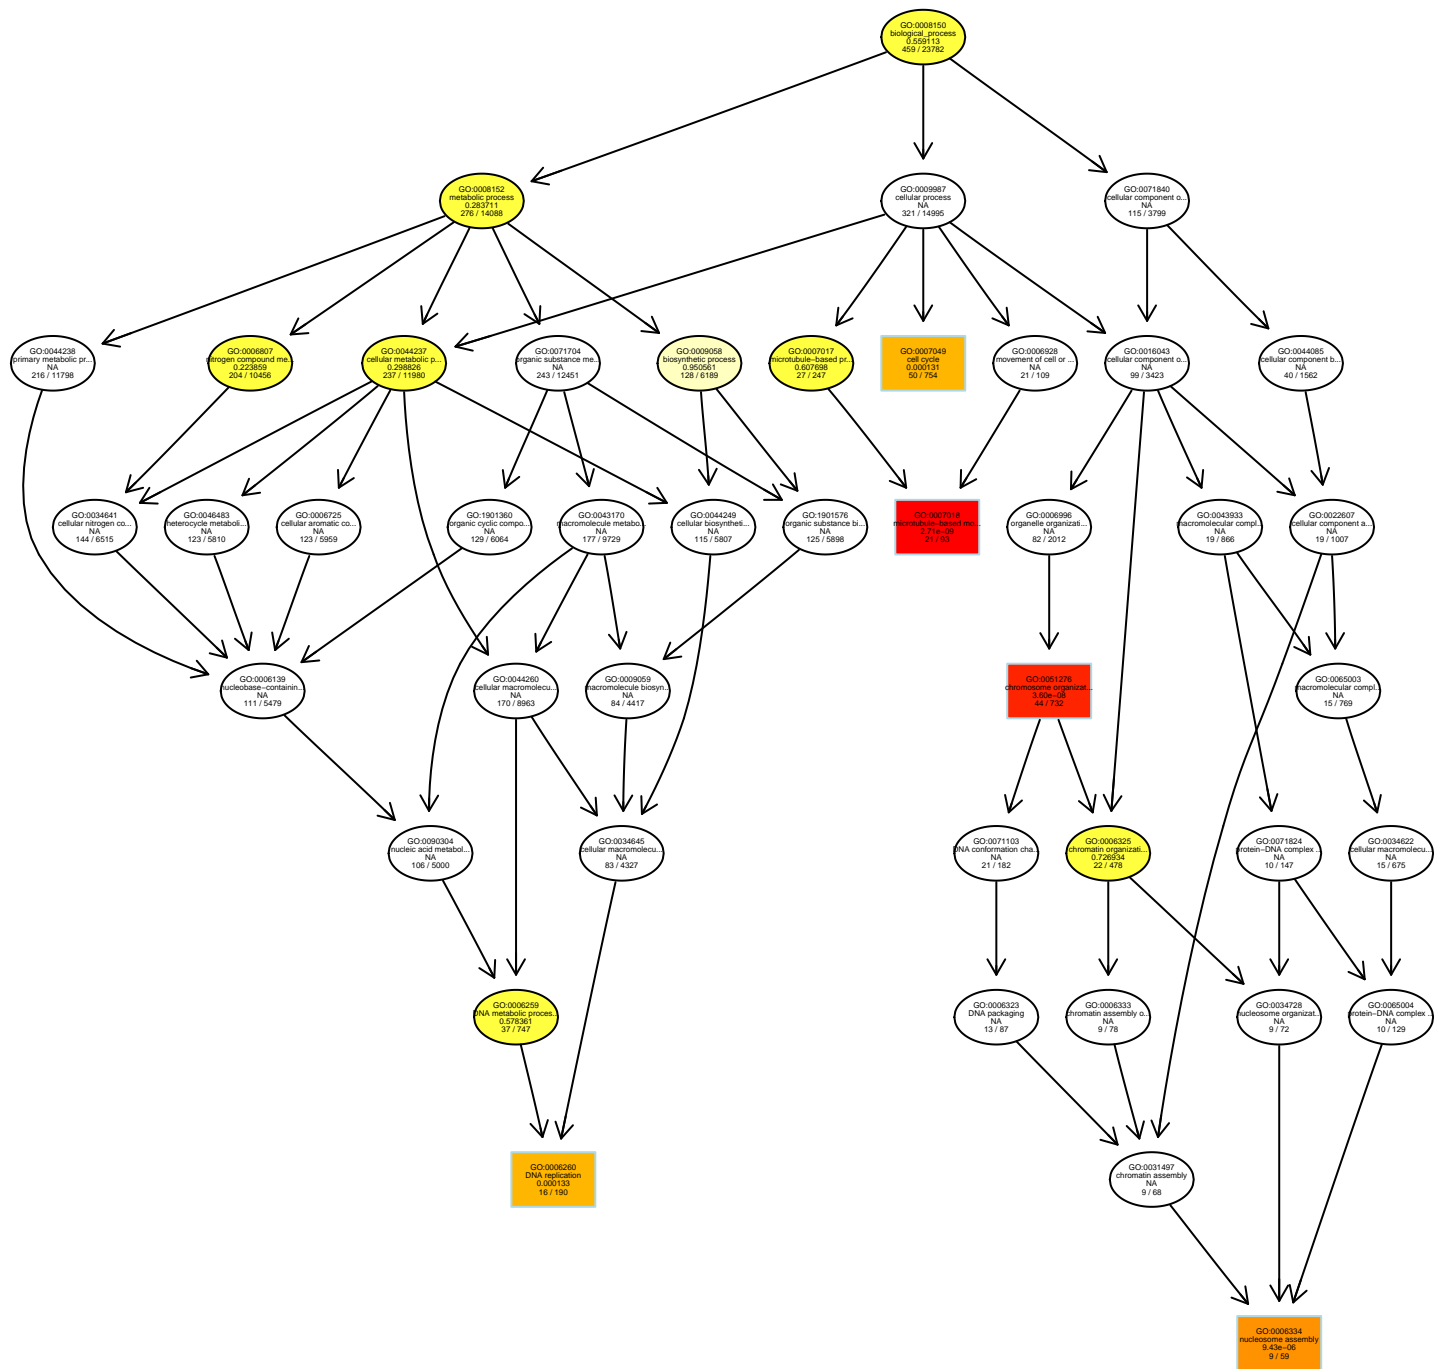 GO:0008150
biological_process
0.559113
459 / 23782
GO:0008152
metabolic process
0.283711
276 / 14088
GO:0009987
cellular process
NA
321 / 14995
GO:0071840
cellular component o...
NA
115 / 3799
GO:0044238
primary metabolic pr...
NA
216 / 11798
GO:0006807
nitrogen compound me...
0.223859
204 / 10456
GO:0044237
cellular metabolic p...
0.298826
237 / 11980
GO:0071704
organic substance me...
NA
243 / 12451
GO:0009058
biosynthetic process
0.950561
128 / 6189
GO:0007017
microtubule−based pr...
0.607698
27 / 247
GO:0007049
cell cycle
0.000131
50 / 754
GO:0006928
movement of cell or ...
NA
21 / 109
GO:0016043
cellular component o...
NA
99 / 3423
GO:0044085
cellular component b...
NA
40 / 1562
GO:0034641
cellular nitrogen co...
NA
144 / 6515
GO:0046483
heterocycle metaboli...
NA
123 / 5810
GO:0006725
cellular aromatic co...
NA
123 / 5959
GO:1901360
organic cyclic compo...
NA
129 / 6064
GO:0043170
macromolecule metabo...
NA
177 / 9729
GO:0044249
cellular biosyntheti...
NA
115 / 5807
GO:1901576
organic substance bi...
NA
125 / 5898
GO:0007018
microtubule−based mo...
2.71e−09
21 / 93
GO:0006996
organelle organizati...
NA
82 / 2012
GO:0043933
macromolecular compl...
NA
19 / 866
GO:0022607
cellular component a...
NA
19 / 1007
GO:0006139
nucleobase−containin...
NA
111 / 5479
GO:0044260
cellular macromolecu...
NA
170 / 8963
GO:0009059
macromolecule biosyn...
NA
84 / 4417
GO:0051276
chromosome organizat...
3.60e−08
44 / 732
GO:0065003
macromolecular compl...
NA
15 / 769
GO:0090304
nucleic acid metabol...
NA
106 / 5000
GO:0034645
cellular macromolecu...
NA
83 / 4327
GO:0071103
DNA conformation cha...
NA
21 / 182
GO:0006325
chromatin organizati...
0.726934
22 / 478
GO:0071824
protein−DNA complex ...
NA
10 / 147
GO:0034622
cellular macromolecu...
NA
15 / 675
GO:0006259
DNA metabolic proces...
0.578361
37 / 747
GO:0006323
DNA packaging
NA
13 / 87
GO:0006333
chromatin assembly o...
NA
9 / 78
GO:0034728
nucleosome organizat...
NA
9 / 72
GO:0065004
protein−DNA complex ...
NA
10 / 129
GO:0006260
DNA replication
0.000133
16 / 190
GO:0031497
chromatin assembly
NA
9 / 68
GO:0006334
nucleosome assembly
9.43e−06
9 / 59